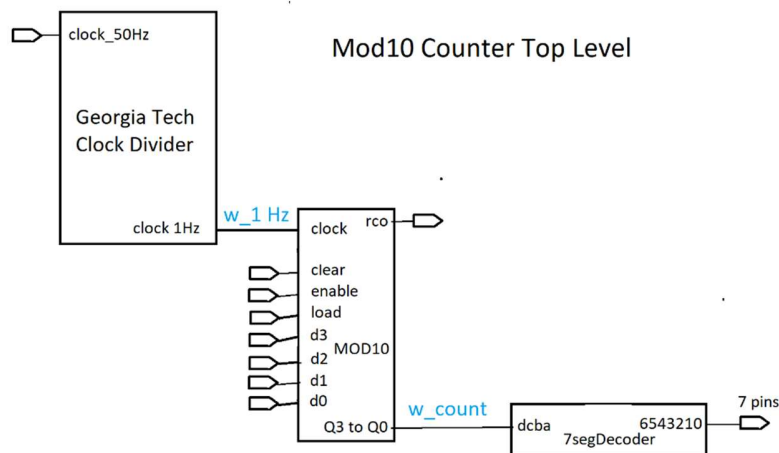 clock_50Hz
Mod10 Counter Top Level
Georgia Tech
Clock Divider
clock 1Hz
w_1 Hz
clock
rco
clear
enable
load
d3
MOD10
d2
d1
d0
Q3 to Q0
w_count
dcba
6543210
7segDecoder
7 pins